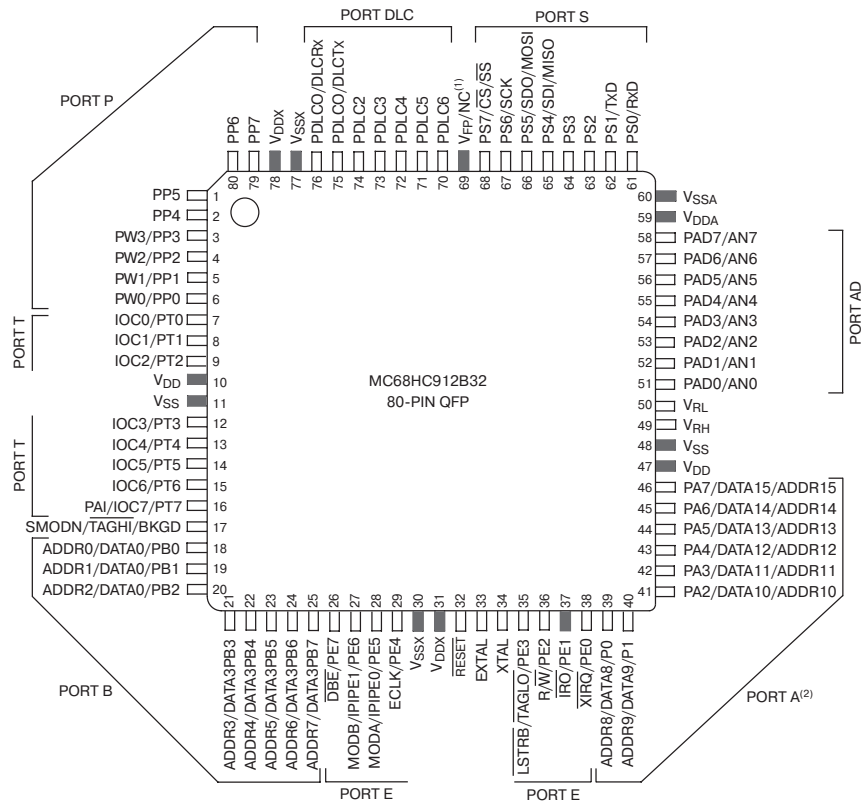 PORT DLC
PORT S
PORT P
PP6
PP7
VDDX
VSSX
PDLCO/DLCRx
PDLCO/DLCTx
PDLC2
PDLC3
PDLC4
PDLC5
PDLC6
VFP/NC(1)
PS7/CS/SS
PS6/SCK
PS5/SDO/MOSI
PS4/SDI/MISO
PS3
PS2
PS1/TxD
PS0/RxD
80
79
78
77
76
75
74
73
72
71
70
69
68
67
66
65
64
63
62
61
PP5 1
PP4 2
PW3/PP3 3
PW2/PP2 4
PW1/PP1 5
PW0/PP0 6
PORT T
IOC0/PT0 7
IOC1/PT1 8
IOC2/PT2 9
VDD 10
VSS 11
PORT T
IOC3/PT3 12
IOC4/PT4 13
IOC5/PT5 14
IOC6/PT6 15
PAI/IOC7/PT7 16
SMODN/TAGHI/BKGD 17
ADDR0/DATA0/PB0 18
ADDR1/DATA0/PB1 19
ADDR2/DATA0/PB2 20
MC68HC912B32
80-PIN QFP
60 VSSA
59 VDDA
58 PAD7/AN7
57 PAD6/AN6
56 PAD5/AN5
55 PAD4/AN4
54 PAD3/AN3
53 PAD2/AN2
52 PAD1/AN1
51 PAD0/AN0
PORT AD
50 VRL
49 VRH
48 VSS
47 VDD
46 PA7/DATA15/ADDR15
45 PA6/DATA14/ADDR14
44 PA5/DATA13/ADDR13
43 PA4/DATA12/ADDR12
42 PA3/DATA11/ADDR11
41 PA2/DATA10/ADDR10
21
22
23
24
25
26
27
28
29
30
31
32
33
34
35
36
37
38
39
40
ADDR3/DATA3PB3
ADDR4/DATA3PB4
ADDR5/DATA3PB5
ADDR6/DATA3PB6
ADDR7/DATA3PB7
DBE/PE7
MODB/IPIPE1/PE6
MODA/IPIPE0/PE5
ECLK/PE4
VSSX
VDDX
RESET
EXTAL
XTAL
LSTRB/TAGLO/PE3
R/W/PE2
IRO/PE1
XIRQ/PE0
ADDR8/DATA8/P0
ADDR9/DATA9/P1
PORT B
PORT A(2)
PORT E
PORT E